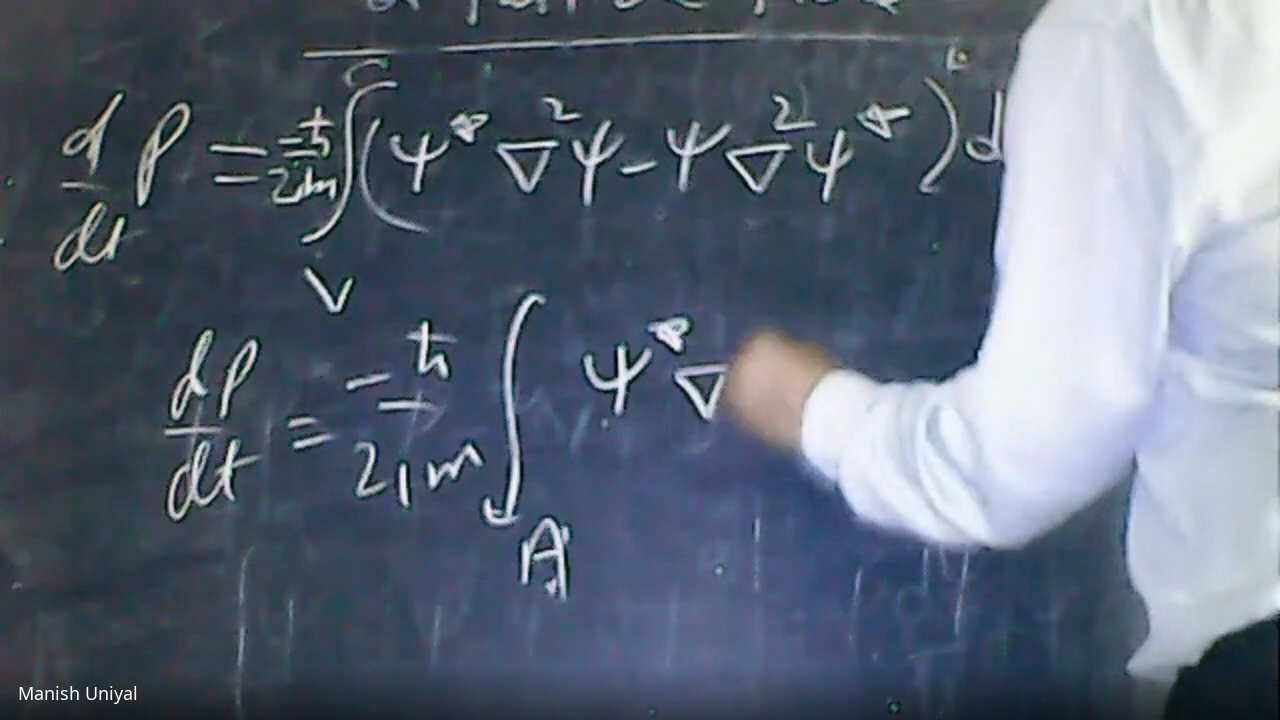 d/dt P = -ħ/2im ∫V (ψ* ∇²ψ - ψ ∇²ψ*) d
dP/dt = -ħ/2im ∫A ψ* ∇
Manish Uniyal